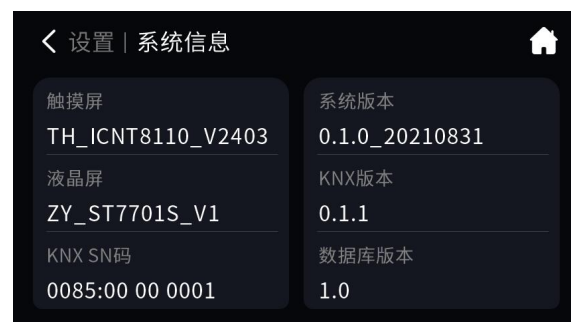 设置 | 系统信息
触摸屏
TH_ICNT8110_V2403
液晶屏
ZY_ST7701S_V1
KNX SN码
0085:00 00 0001
系统版本
0.1.0_20210831
KNX版本
0.1.1
数据库版本
1.0